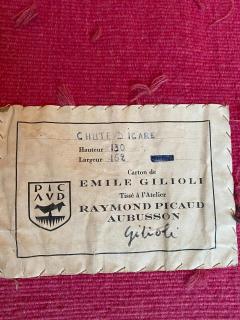 CHUTE D'ICARE
Hauteur 130
Largeur 162
Carton de
EMILE GILIOLI
Tissé à l'Atelier
RAYMOND PICAUD
AUBUSSON
Gilioli
PIC
AVD